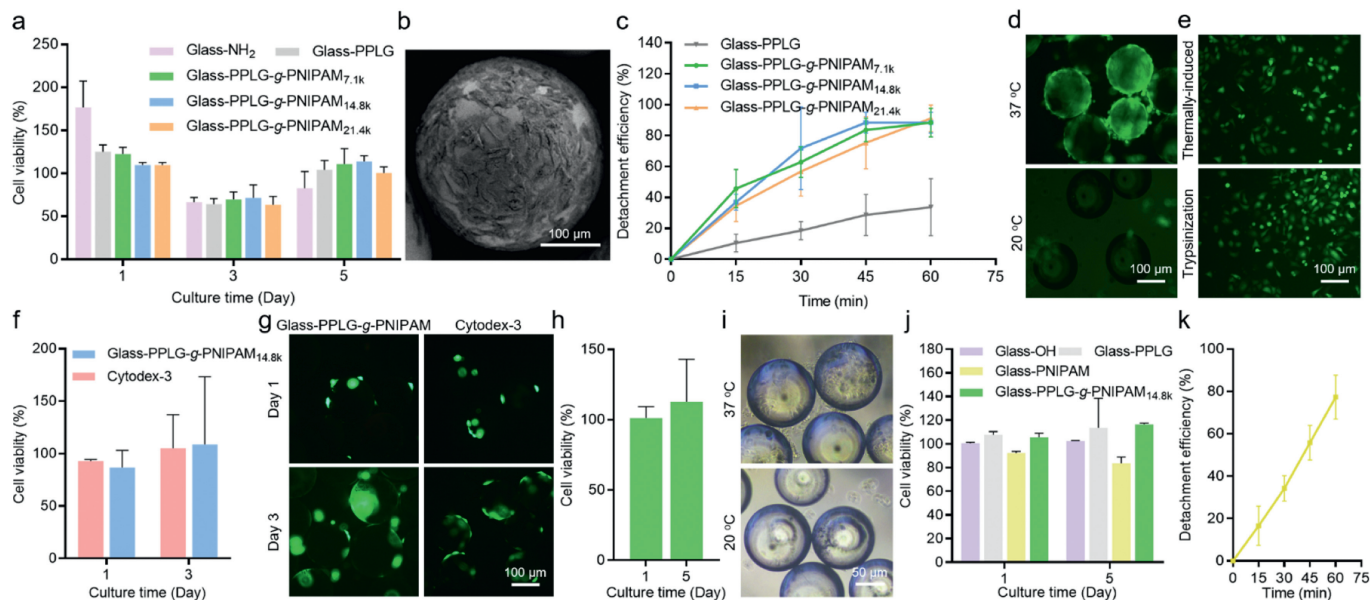 a
Cell viability (%)
250
200
150
100
50
0
Glass-NH2
Glass-PPLG
Glass-PPLG-g-PNIPAM7.1k
Glass-PPLG-g-PNIPAM14.8k
Glass-PPLG-g-PNIPAM21.4k
1 3 5
Culture time (Day)
b
100 µm
c
Detachment efficiency (%)
140
120
100
80
60
40
20
0
Glass-PPLG
Glass-PPLG-g-PNIPAM7.1k
Glass-PPLG-g-PNIPAM14.8k
Glass-PPLG-g-PNIPAM21.4k
0 15 30 45 60 75
Time (min)
d
37 °C
20 °C
100 µm
e
Thermally-induced
Trypsinization
100 µm
f
Cell viability (%)
200
150
100
50
0
Glass-PPLG-g-PNIPAM14.8k
Cytodex-3
1 3
Culture time (Day)
g
Glass-PPLG-g-PNIPAM
Cytodex-3
Day 1
Day 3
100 µm
h
Cell viability (%)
150
100
50
0
1 5
Culture time (Day)
i
37 °C
20 °C
50 µm
j
Cell viability (%)
180
160
140
120
100
80
60
40
20
0
Glass-OH
Glass-PPLG
Glass-PNIPAM
Glass-PPLG-g-PNIPAM14.8k
1 5
Culture time (Day)
k
Detachment efficiency (%)
100
80
60
40
20
0
0 15 30 45 60 75
Time (min)